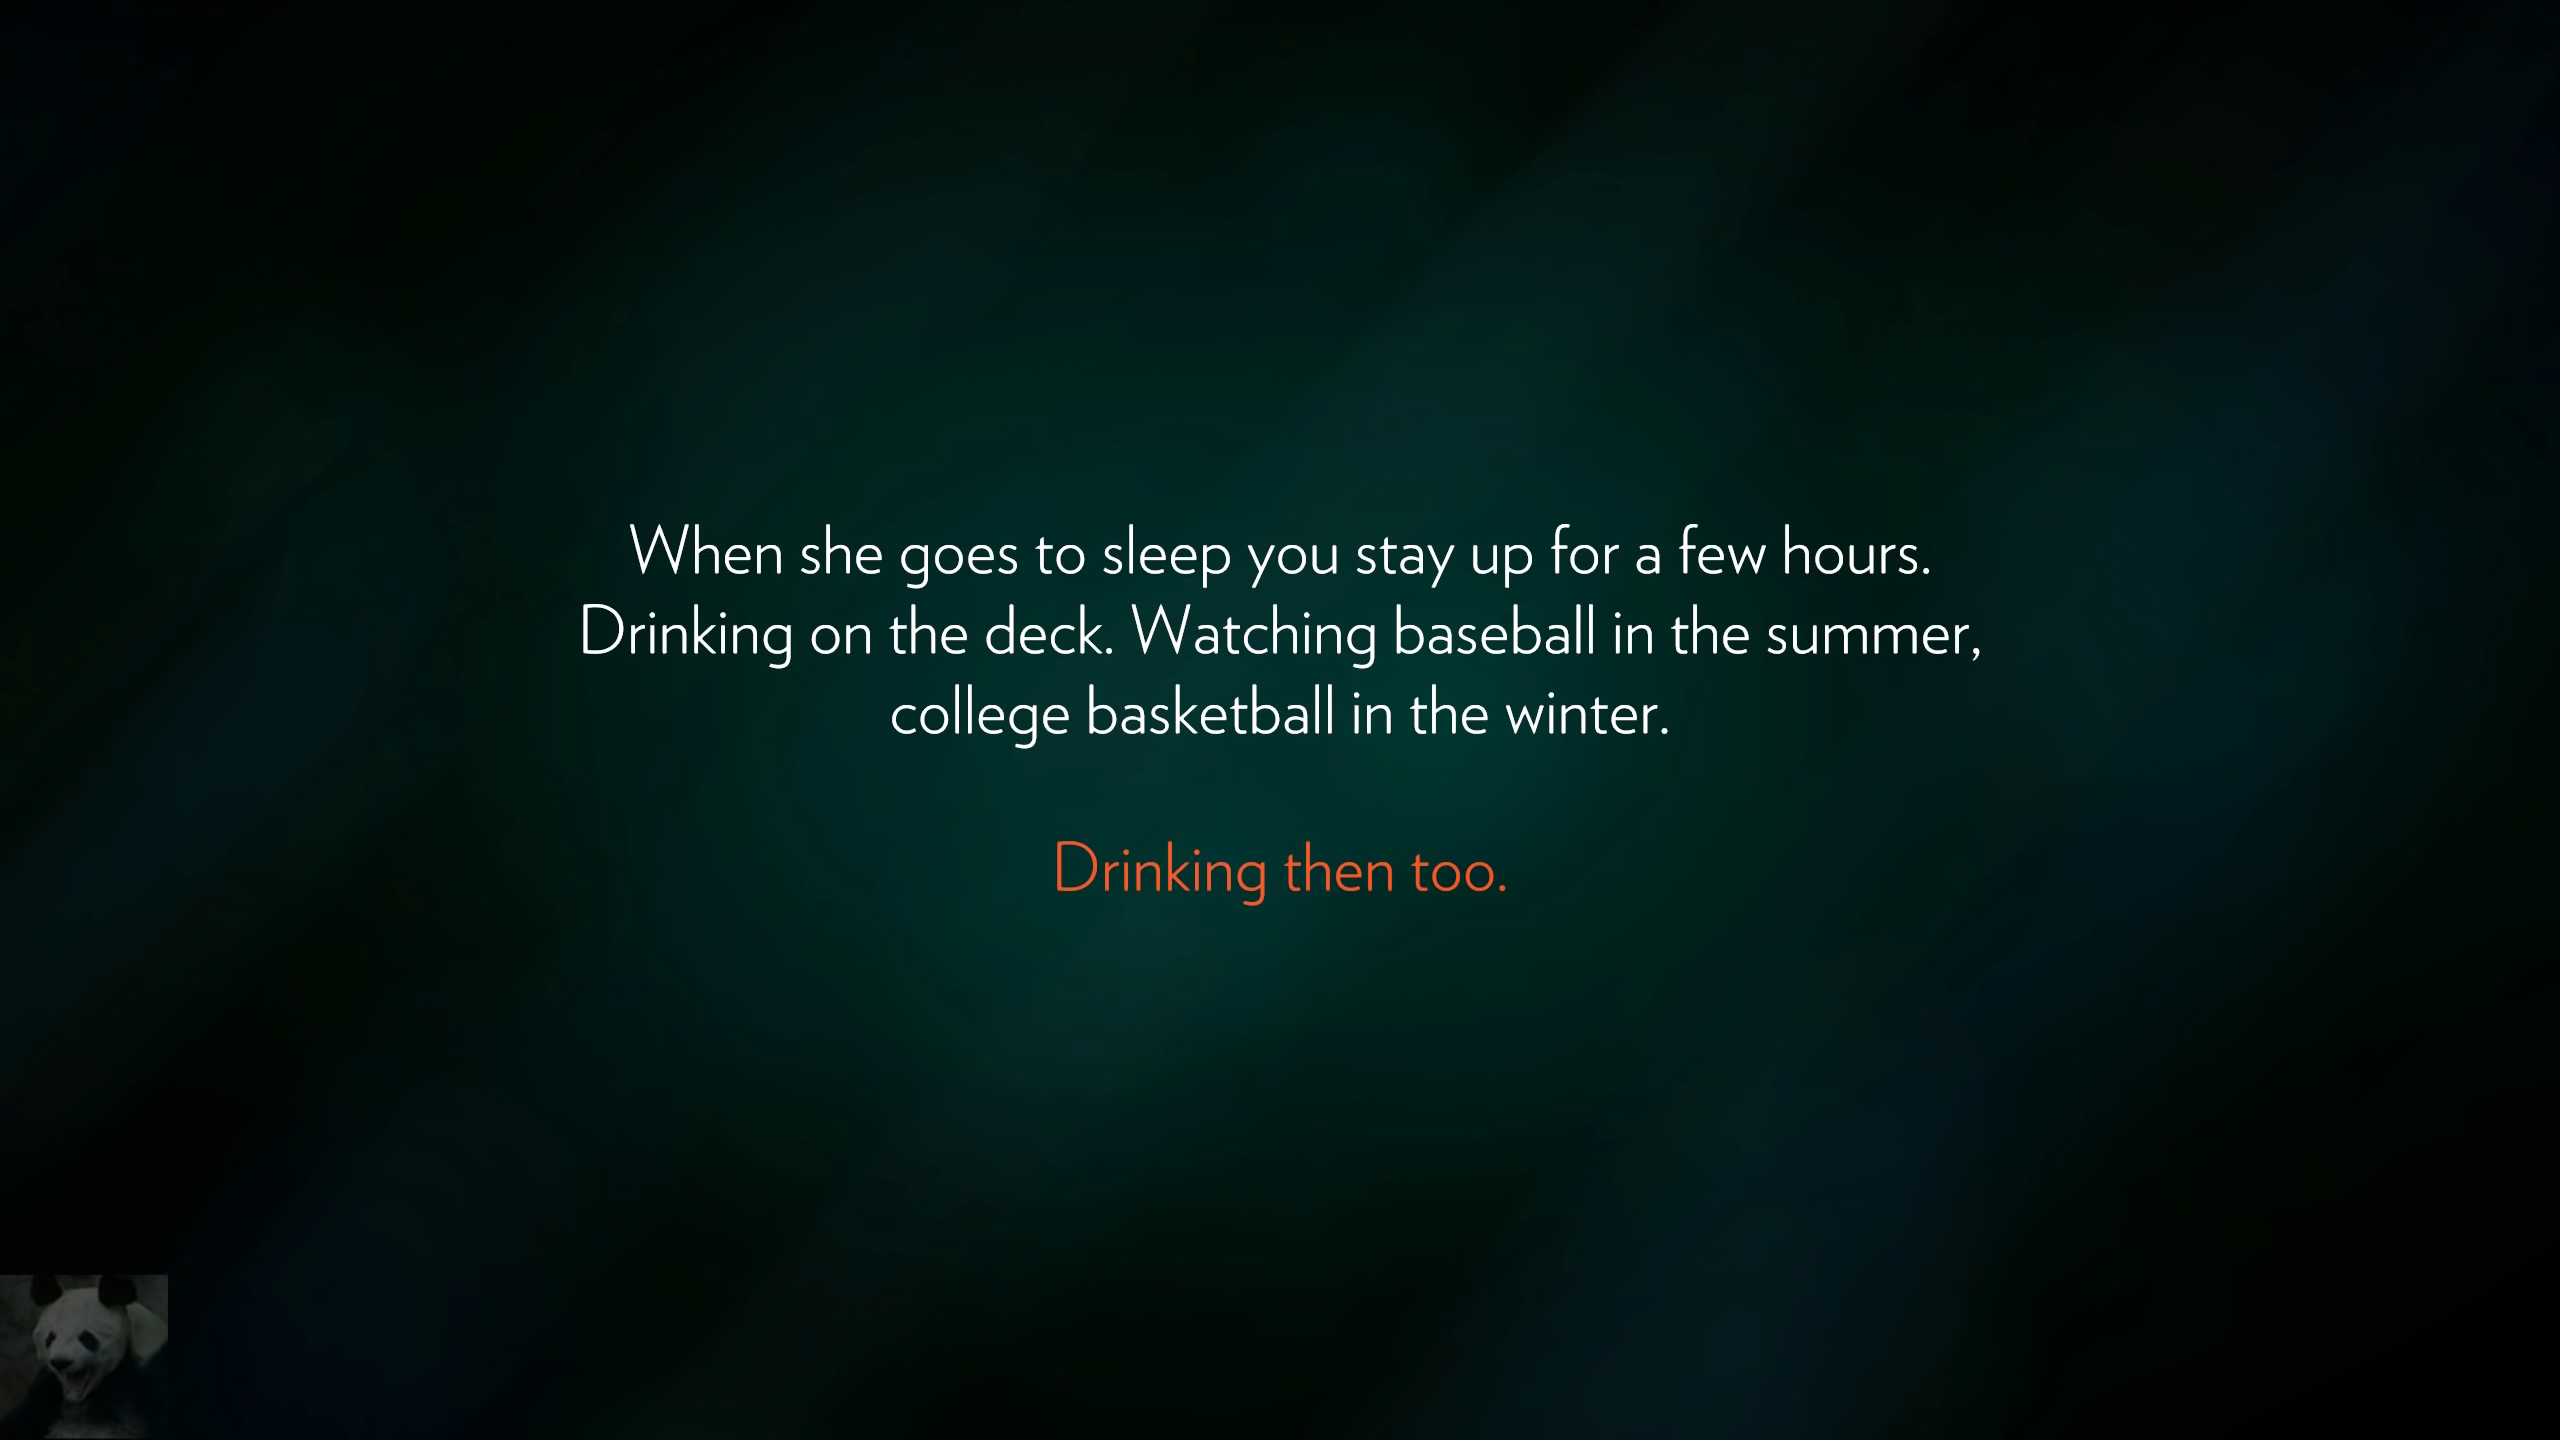 When she goes to sleep you stay up for a few hours.
Drinking on the deck. Watching baseball in the summer,
college basketball in the winter.
Drinking then too.